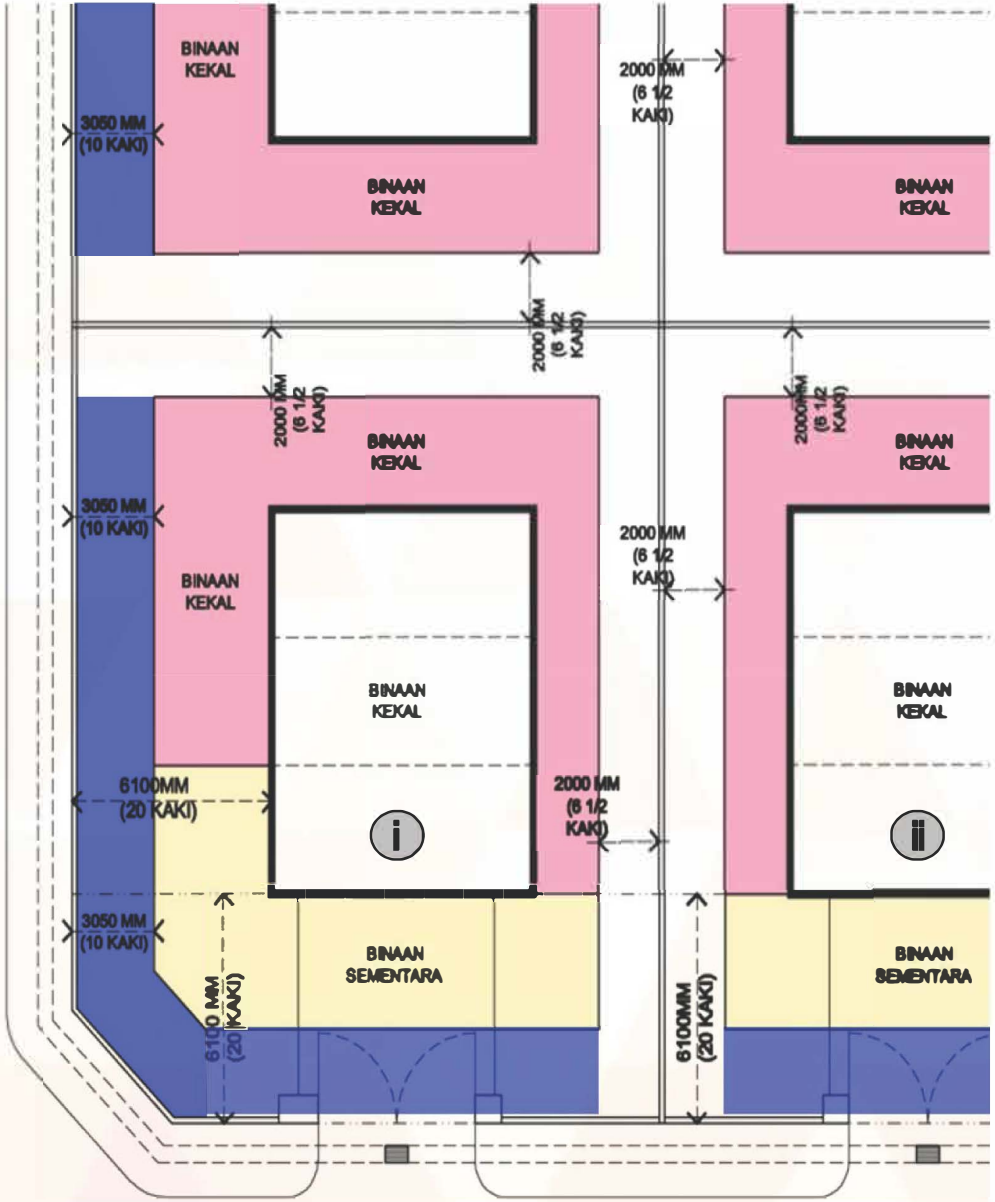 BINAAN
KEKAL
2000 MM
(6 1/2
KAKI)
3050 MM
(10 KAKI)
BINAAN
KEKAL
BINAAN
KEKAL
2000 MM
(6 1/2
KAKI)
2000 MM
(6 1/2
KAKI)
2000MM
(6 1/2
KAKI)
BINAAN
KEKAL
BINAAN
KEKAL
3050 MM
(10 KAKI)
2000 MM
(6 1/2
KAKI)
BINAAN
KEKAL
BINAAN
KEKAL
BINAAN
KEKAL
6100MM
(20 KAKI)
2000 MM
(6 1/2
KAKI)
i
ii
3050 MM
(10 KAKI)
BINAAN
SEMENTARA
BINAAN
SEMENTARA
6100 MM
(20 KAKI)
6100MM
(20 KAKI)